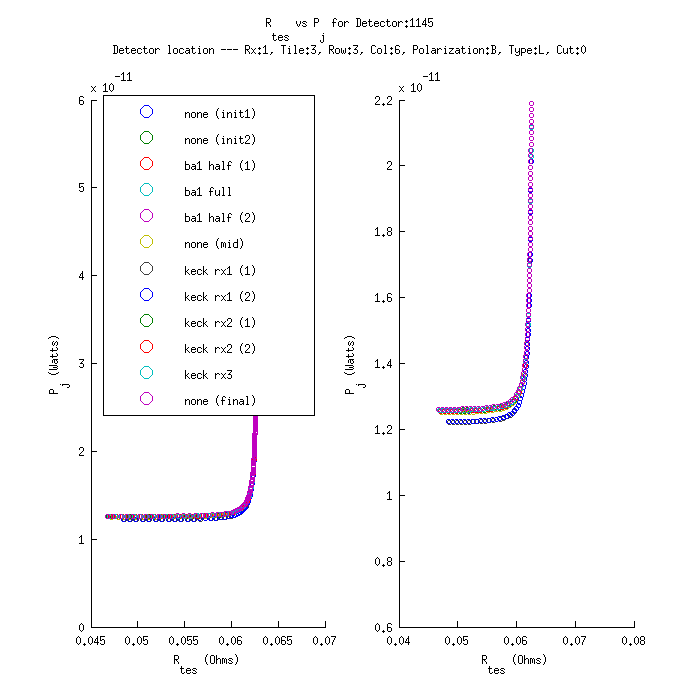 R    vs P  for Detector:1145
tes    j
Detector location --- Rx:1, Tile:3, Row:3, Col:6, Polarization:B, Type:L, Cut:0
x 10^-11
6
5
4
3
2
1
0
0.045 0.05 0.055 0.06 0.065 0.07
R    (Ohms)
tes
P  (Watts)
j
none (init1)
none (init2)
ba1 half (1)
ba1 full
ba1 half (2)
none (mid)
keck rx1 (1)
keck rx1 (2)
keck rx2 (1)
keck rx2 (2)
keck rx3
none (final)
x 10^-11
2.2
2
1.8
1.6
1.4
1.2
1
0.8
0.6
0.04 0.05 0.06 0.07 0.08
R    (Ohms)
tes
P  (Watts)
j